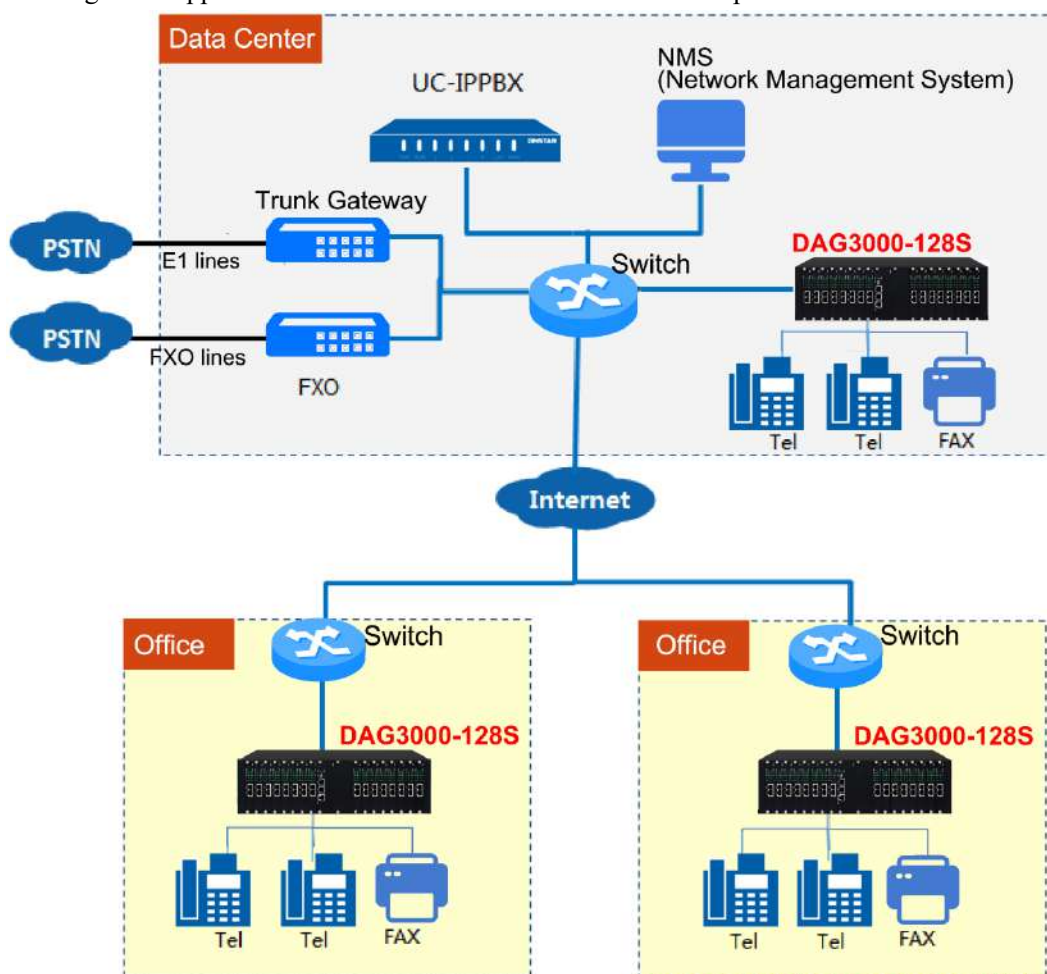 Data Center
NMS
(Network Management System)
UC-IPPBX
DINSTAR
Trunk Gateway
PSTN
E1 lines
DAG3000-128S
Switch
PSTN
FXO lines
FXO
Tel
Tel
FAX
Internet
Office
Switch
DAG3000-128S
Tel
Tel
FAX
Office
Switch
DAG3000-128S
Tel
Tel
FAX